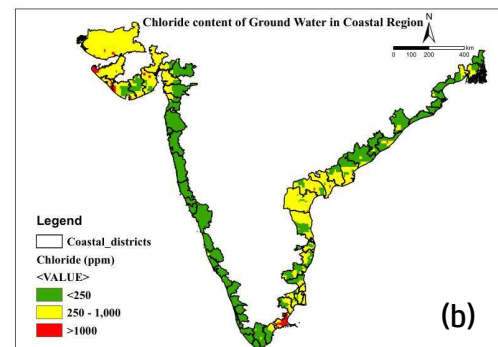 Chloride content of Ground Water in Coastal Region
N
km
0 100 200 400
Legend
Coastal_districts
Chloride (ppm)
<VALUE>
<250
250 - 1,000
>1000
(b)